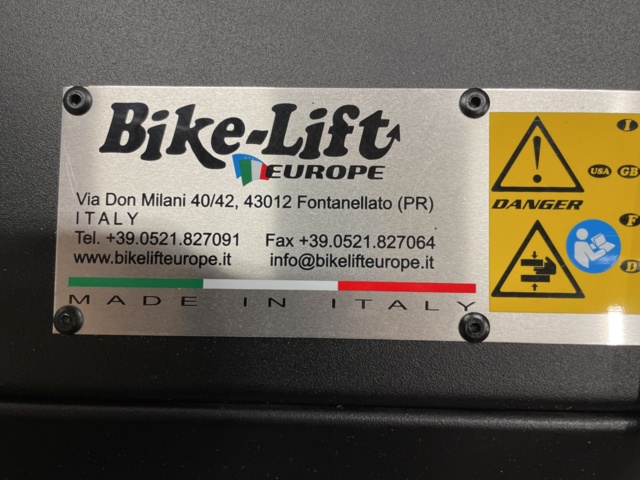 Bike-Lift
EUROPE
Via Don Milani 40/42, 43012 Fontanellato (PR)
ITALY
Tel. +39.0521.827091 Fax +39.0521.827064
www.bikelifteurope.it info@bikelifteurope.it
MADE IN ITALY
DANGER
I
USA GB
F
D